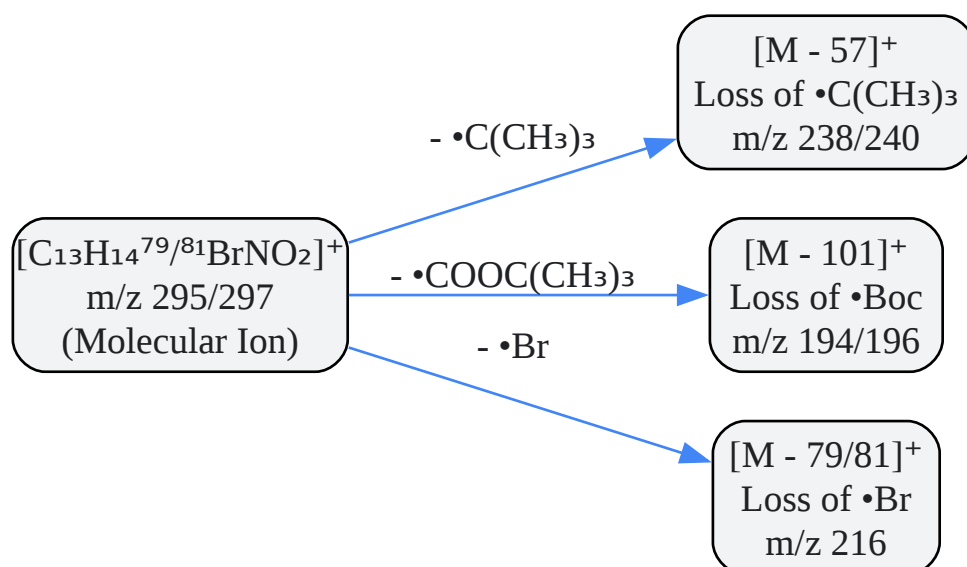 [M - 57]⁺
Loss of •C(CH₃)₃
m/z 238/240
- •C(CH₃)₃
[C₁₃H₁₄⁷⁹/⁸¹BrNO₂]⁺
m/z 295/297
(Molecular Ion)
- •COOC(CH₃)₃
[M - 101]⁺
Loss of •Boc
m/z 194/196
- •Br
[M - 79/81]⁺
Loss of •Br
m/z 216